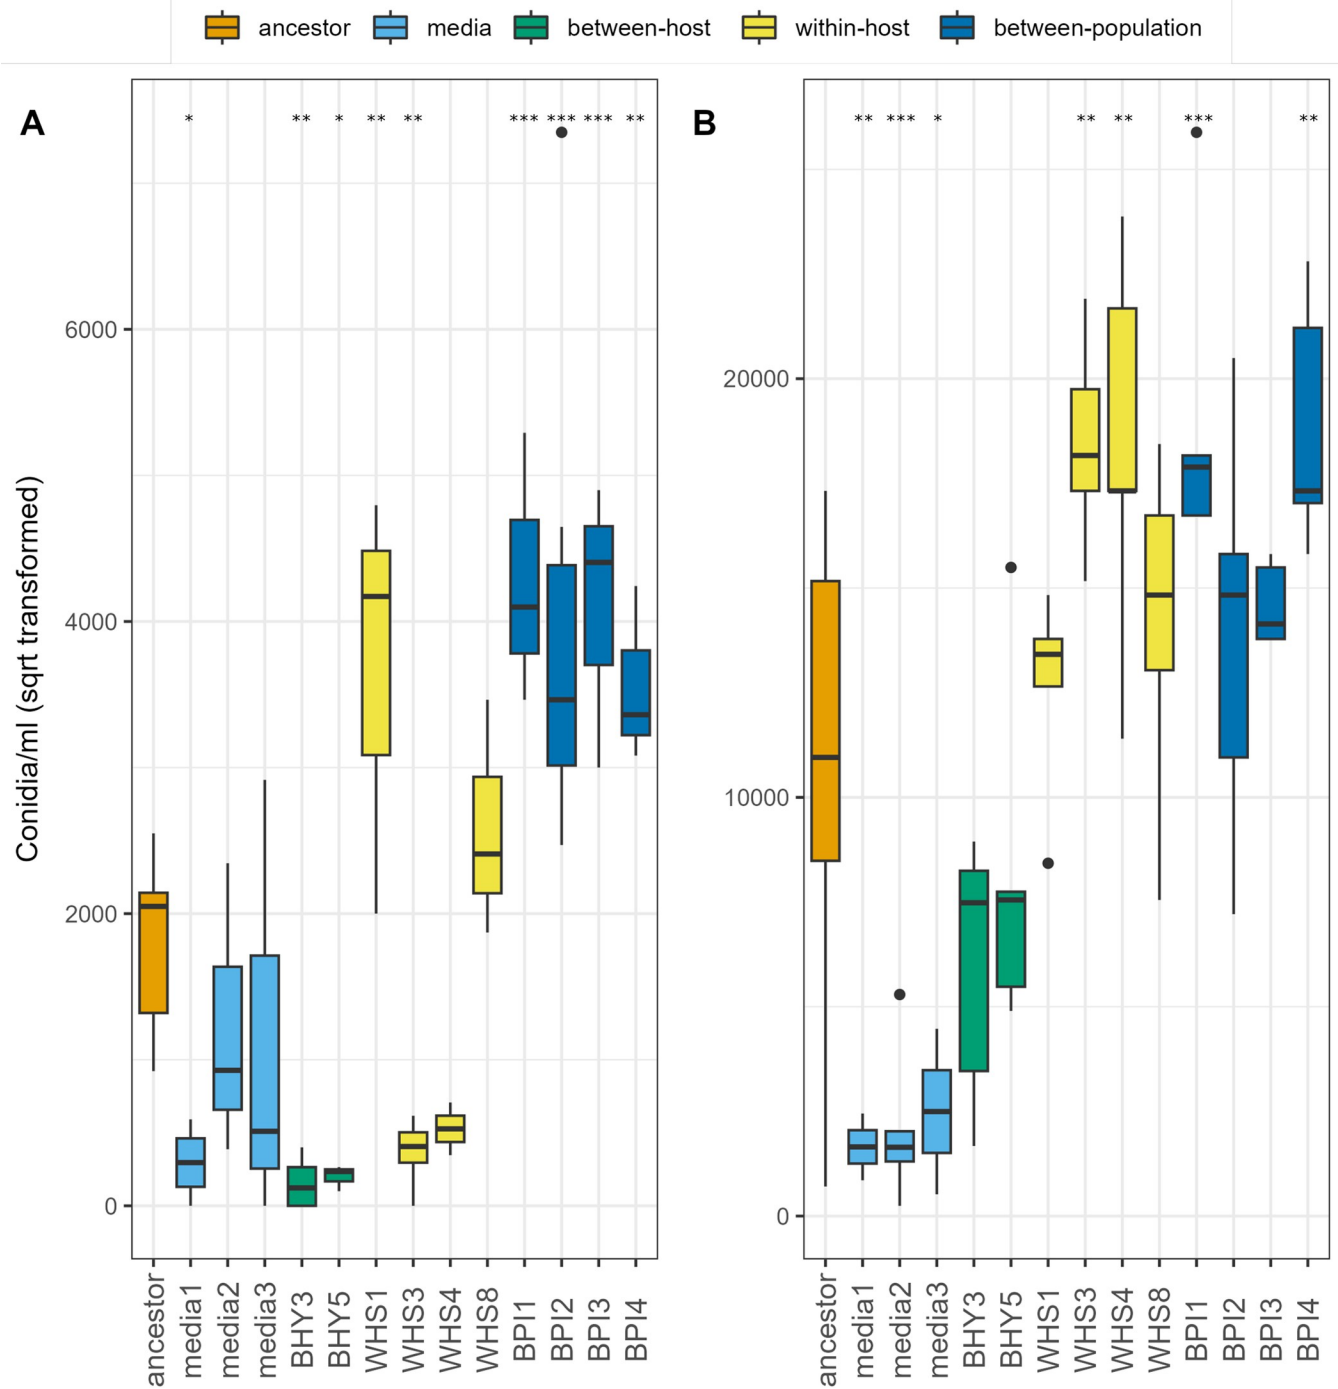 ancestor media between-host within-host between-population
A
* ** * ** ** *** *** *** **
B
** *** * ** ** *** **
Conidia/ml (sqrt transformed)
6000
4000
2000
0
20000
10000
0
ancestor media1 media2 media3 BHY3 BHY5 WHS1 WHS3 WHS4 WHS8 BPI1 BPI2 BPI3 BPI4
ancestor media1 media2 media3 BHY3 BHY5 WHS1 WHS3 WHS4 WHS8 BPI1 BPI2 BPI3 BPI4